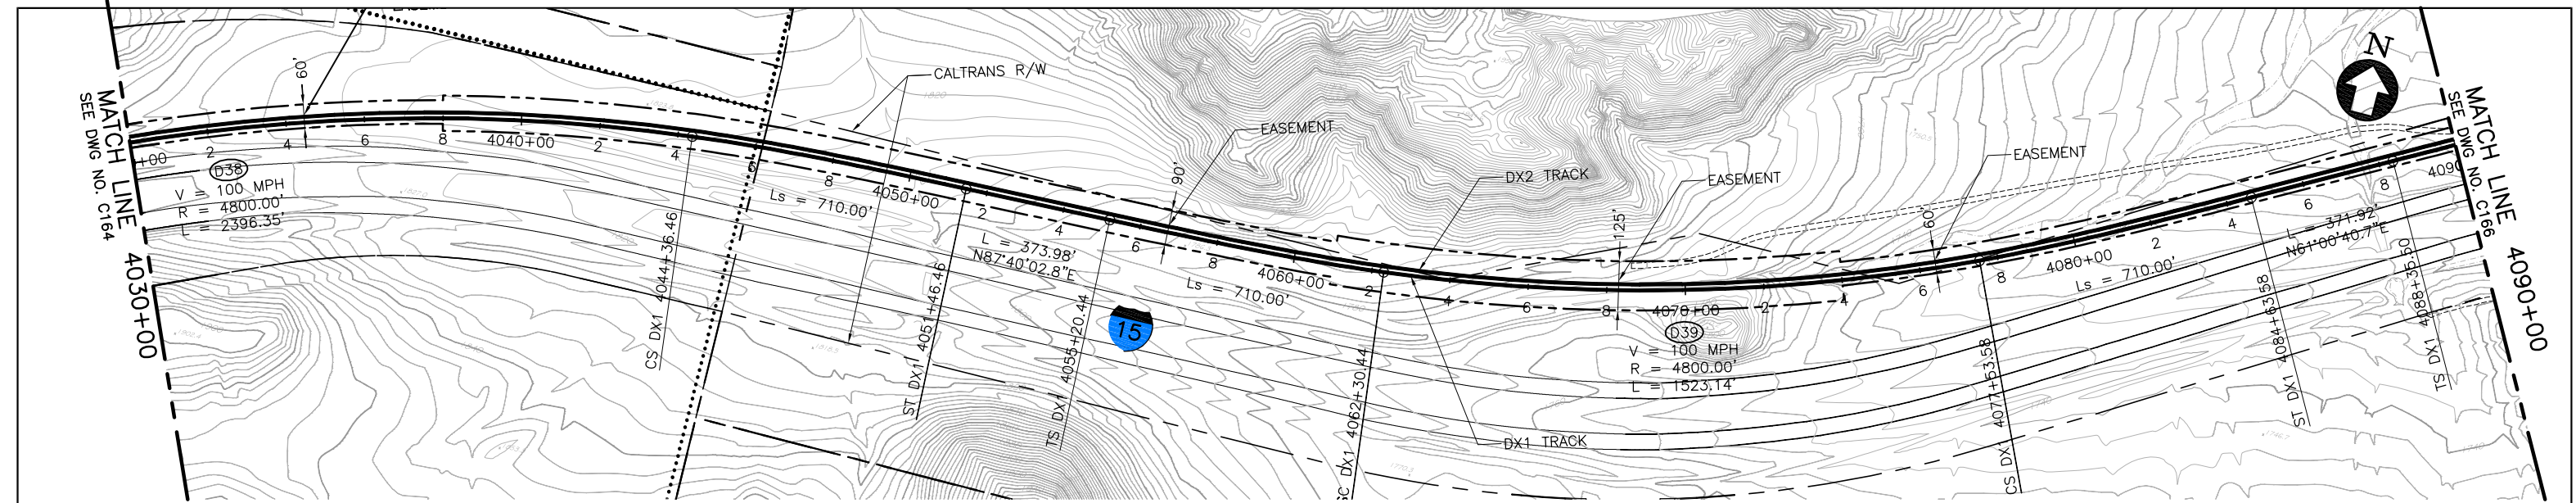 MATCH LINE 4030+00
SEE DWG NO. C164
60'
CALTRANS R/W
EASEMENT
90'
DX2 TRACK
EASEMENT
125'
EASEMENT
60'
N
MATCH LINE 4090+00
SEE DWG NO. C166
+00
2
4
6
8
4040+00
2
4
6
8
4050+00
2
4
6
8
4060+00
2
4
6
8
4070+00
2
4
6
8
4080+00
2
4
6
8
4090
D38
V = 100 MPH
R = 4800.00'
L = 2396.35'
CS DX1 4044+36.46
Ls = 710.00'
ST DX1 4051+46.46
L = 373.98'
N87°40'02.8"E
TS DX1 4055+20.44
15
Ls = 710.00'
SC DX1 4062+30.44
DX1 TRACK
D39
V = 100 MPH
R = 4800.00'
L = 1523.14'
CS DX1 4077+53.58
Ls = 710.00'
ST DX1 4084+63.58
L = 371.92'
N61°00'40.7"E
TS DX1 4088+35.50